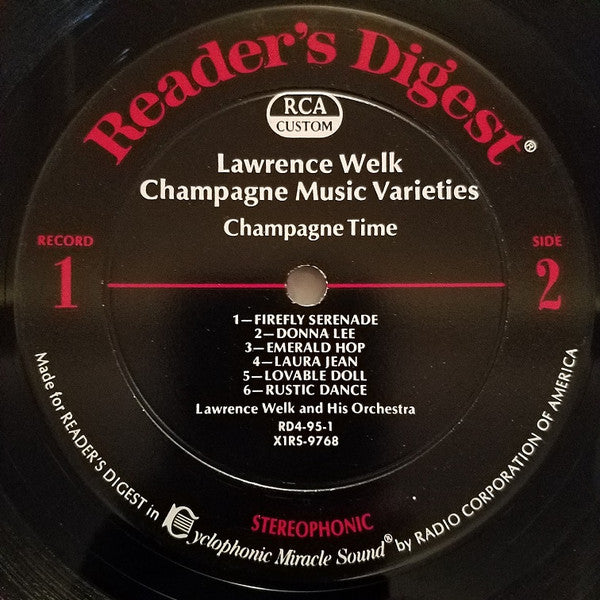 Reader's Digest®
RCA
CUSTOM
Lawrence Welk
Champagne Music Varieties
Champagne Time
RECORD
1
SIDE
2
1—FIREFLY SERENADE
2—DONNA LEE
3—EMERALD HOP
4—LAURA JEAN
5—LOVABLE DOLL
6—RUSTIC DANCE
Lawrence Welk and His Orchestra
RD4-95-1
X1RS-9768
STEREOPHONIC
Made for READER'S DIGEST in Cyclophonic Miracle Sound® by RADIO CORPORATION OF AMERICA